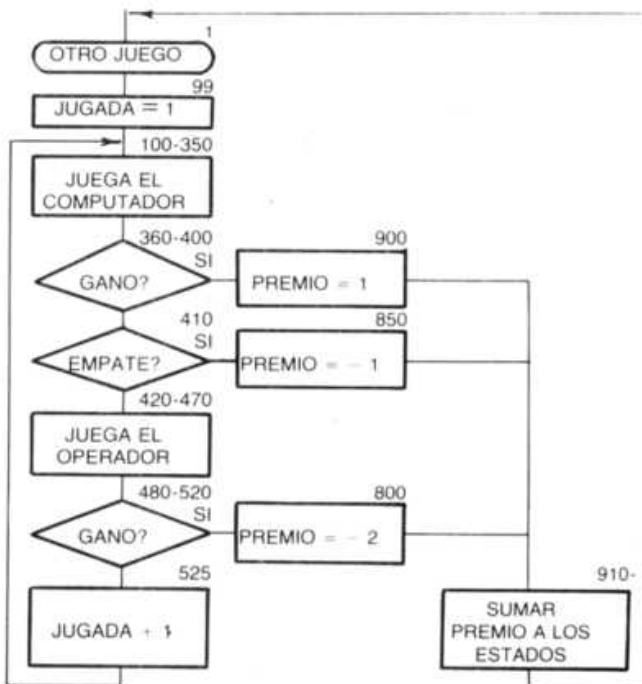 1
OTRO JUEGO
99
JUGADA = 1
100-350
JUEGA EL
COMPUTADOR
360-400
SI
GANO?
900
PREMIO = 1
410
SI
EMPATE?
850
PREMIO = - 1
420-470
JUEGA EL
OPERADOR
480-520
SI
GANO?
800
PREMIO = - 2
525
JUGADA + 1
910-
SUMAR
PREMIO A LOS
ESTADOS